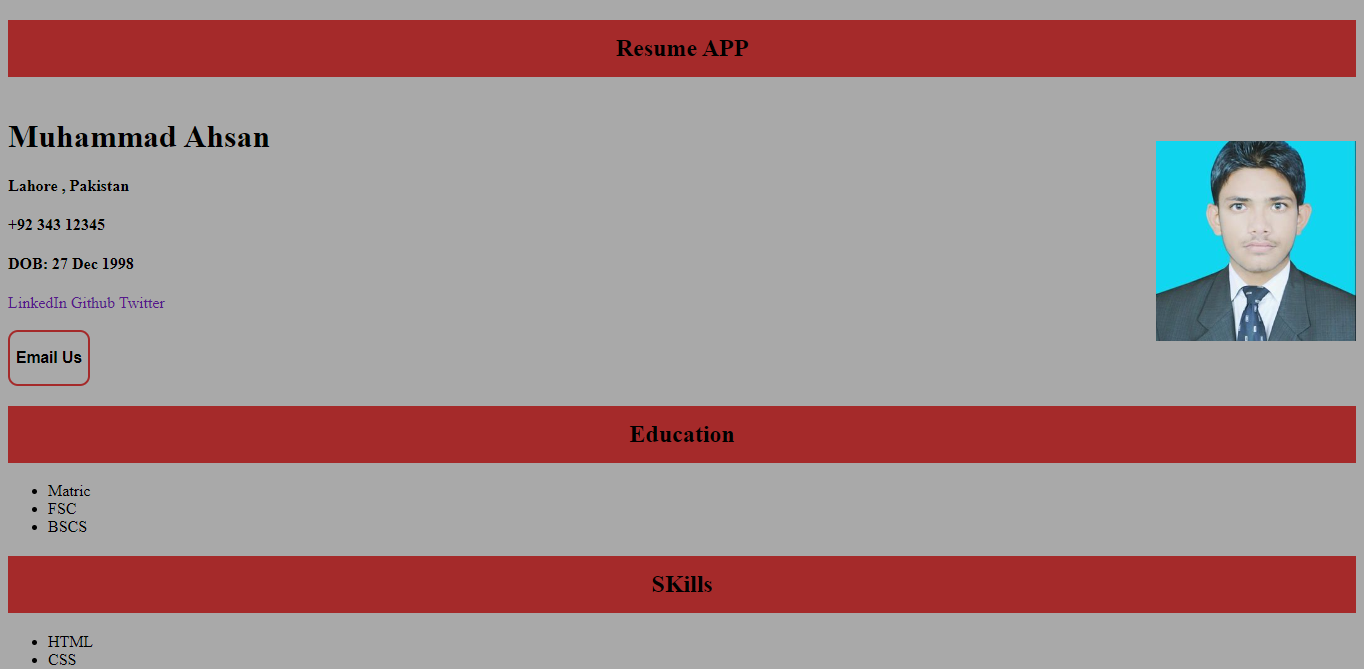 Resume APP
Muhammad Ahsan
Lahore , Pakistan
+92 343 12345
DOB: 27 Dec 1998
LinkedIn Github Twitter
Email Us
Education
Matric
FSC
BSCS
SKills
HTML
CSS